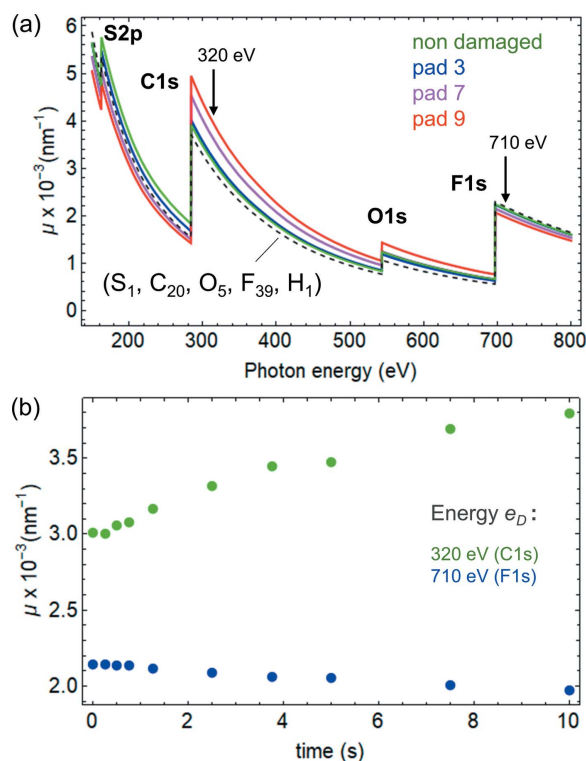 (a)
S2p
C1s
320 eV
non damaged
pad 3
pad 7
pad 9
710 eV
F1s
O1s
(S₁, C₂₀, O₅, F₃₉, H₁)
μ x 10⁻³(nm⁻¹)
6
5
4
3
2
1
0
200 300 400 500 600 700 800
Photon energy (eV)
(b)
μ x 10⁻³(nm⁻¹)
3.5
3.0
2.5
2.0
Energy e_D :
320 eV (C1s)
710 eV (F1s)
0 2 4 6 8 10
time (s)